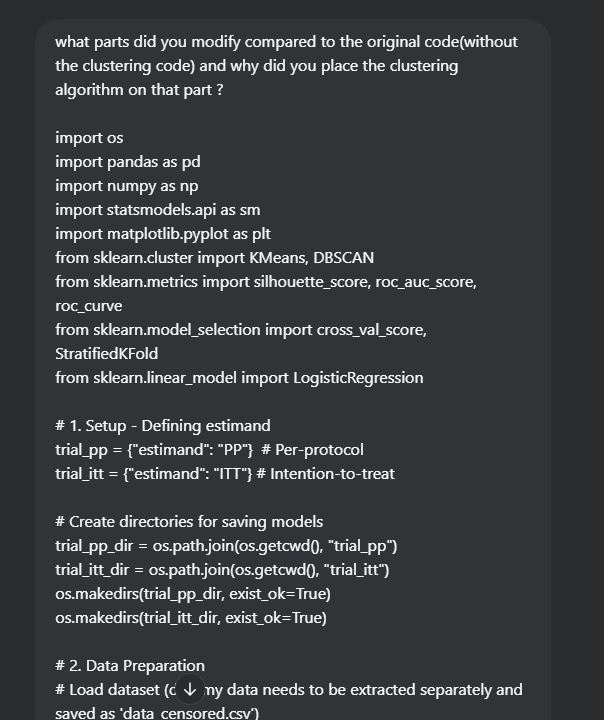 what parts did you modify compared to the original code(without
the clustering code) and why did you place the clustering
algorithm on that part ?
import os
import pandas as pd
import numpy as np
import statsmodels.api as sm
import matplotlib.pyplot as plt
from sklearn.cluster import KMeans, DBSCAN
from sklearn.metrics import silhouette_score, roc_auc_score,
roc_curve
from sklearn.model_selection import cross_val_score,
StratifiedKFold
from sklearn.linear_model import LogisticRegression
# 1. Setup - Defining estimand
trial_pp = {"estimand": "PP"}  # Per-protocol
trial_itt = {"estimand": "ITT"} # Intention-to-treat
# Create directories for saving models
trial_pp_dir = os.path.join(os.getcwd(), "trial_pp")
trial_itt_dir = os.path.join(os.getcwd(), "trial_itt")
os.makedirs(trial_pp_dir, exist_ok=True)
os.makedirs(trial_itt_dir, exist_ok=True)
# 2. Data Preparation
# Load dataset ( data needs to be extracted separately and
saved as 'data_censored.csv')